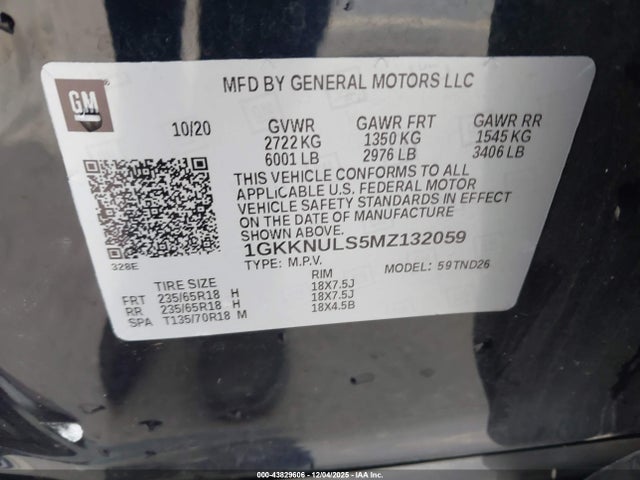 GM
MFD BY GENERAL MOTORS LLC
10/20 GVWR GAWR FRT GAWR RR
2722 KG 1350 KG 1545 KG
6001 LB 2976 LB 3406 LB
THIS VEHICLE CONFORMS TO ALL
APPLICABLE U.S. FEDERAL MOTOR
VEHICLE SAFETY STANDARDS IN EFFECT
ON THE DATE OF MANUFACTURE
SHOWN ABOVE.
1GKKNULS5MZ132059
328E TYPE: M.P.V. MODEL: 59TND26
TIRE SIZE RIM
FRT 235/65R18 H 18X7.5J
RR 235/65R18 H 18X7.5J
SPA T135/70R18 M 18X4.5B
000-43829606 - 12/04/2025 - IAAI.COM